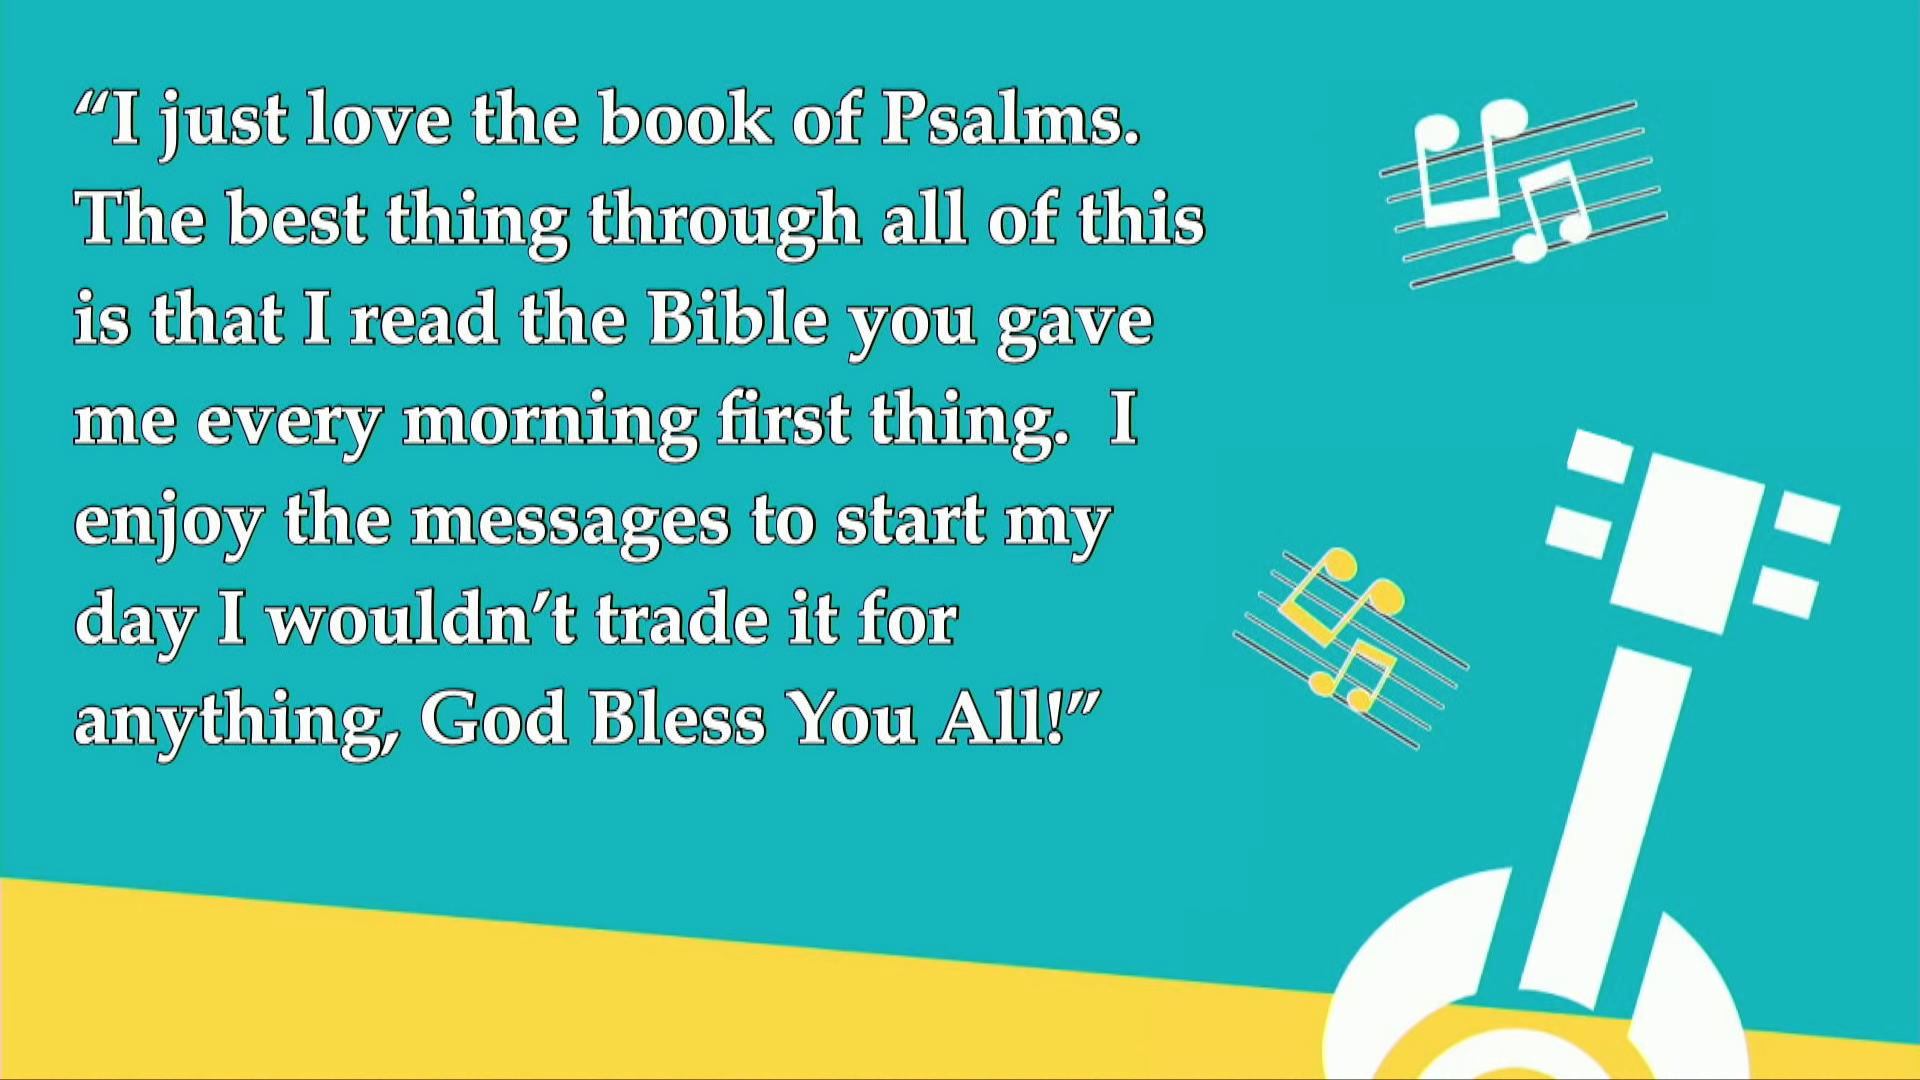 “I just love the book of Psalms.
The best thing through all of this
is that I read the Bible you gave
me every morning first thing.  I
enjoy the messages to start my
day I wouldn’t trade it for
anything, God Bless You All!”